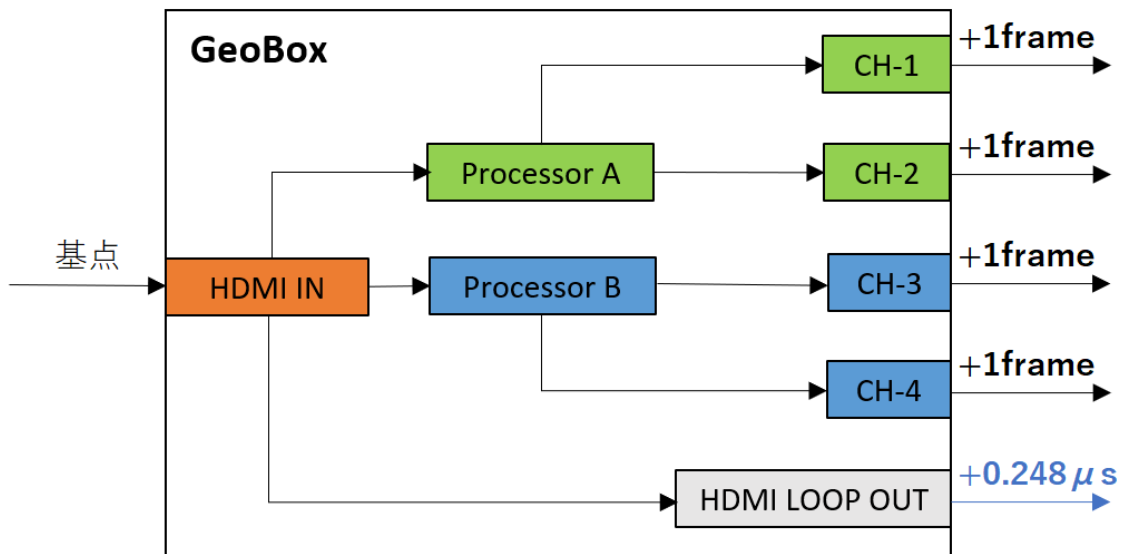 GeoBox
+1frame
CH-1
+1frame
Processor A
CH-2
基点
+1frame
HDMI IN
Processor B
CH-3
+1frame
CH-4
+0.248μs
HDMI LOOP OUT